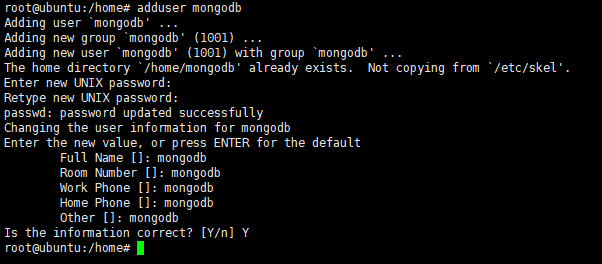 root@ubuntu:/home# adduser mongodb
Adding user `mongodb' ...
Adding new group `mongodb' (1001) ...
Adding new user `mongodb' (1001) with group `mongodb' ...
The home directory `/home/mongodb' already exists.  Not copying from `/etc/skel'.
Enter new UNIX password:
Retype new UNIX password:
passwd: password updated successfully
Changing the user information for mongodb
Enter the new value, or press ENTER for the default
        Full Name []: mongodb
        Room Number []: mongodb
        Work Phone []: mongodb
        Home Phone []: mongodb
        Other []: mongodb
Is the information correct? [Y/n] Y
root@ubuntu:/home#